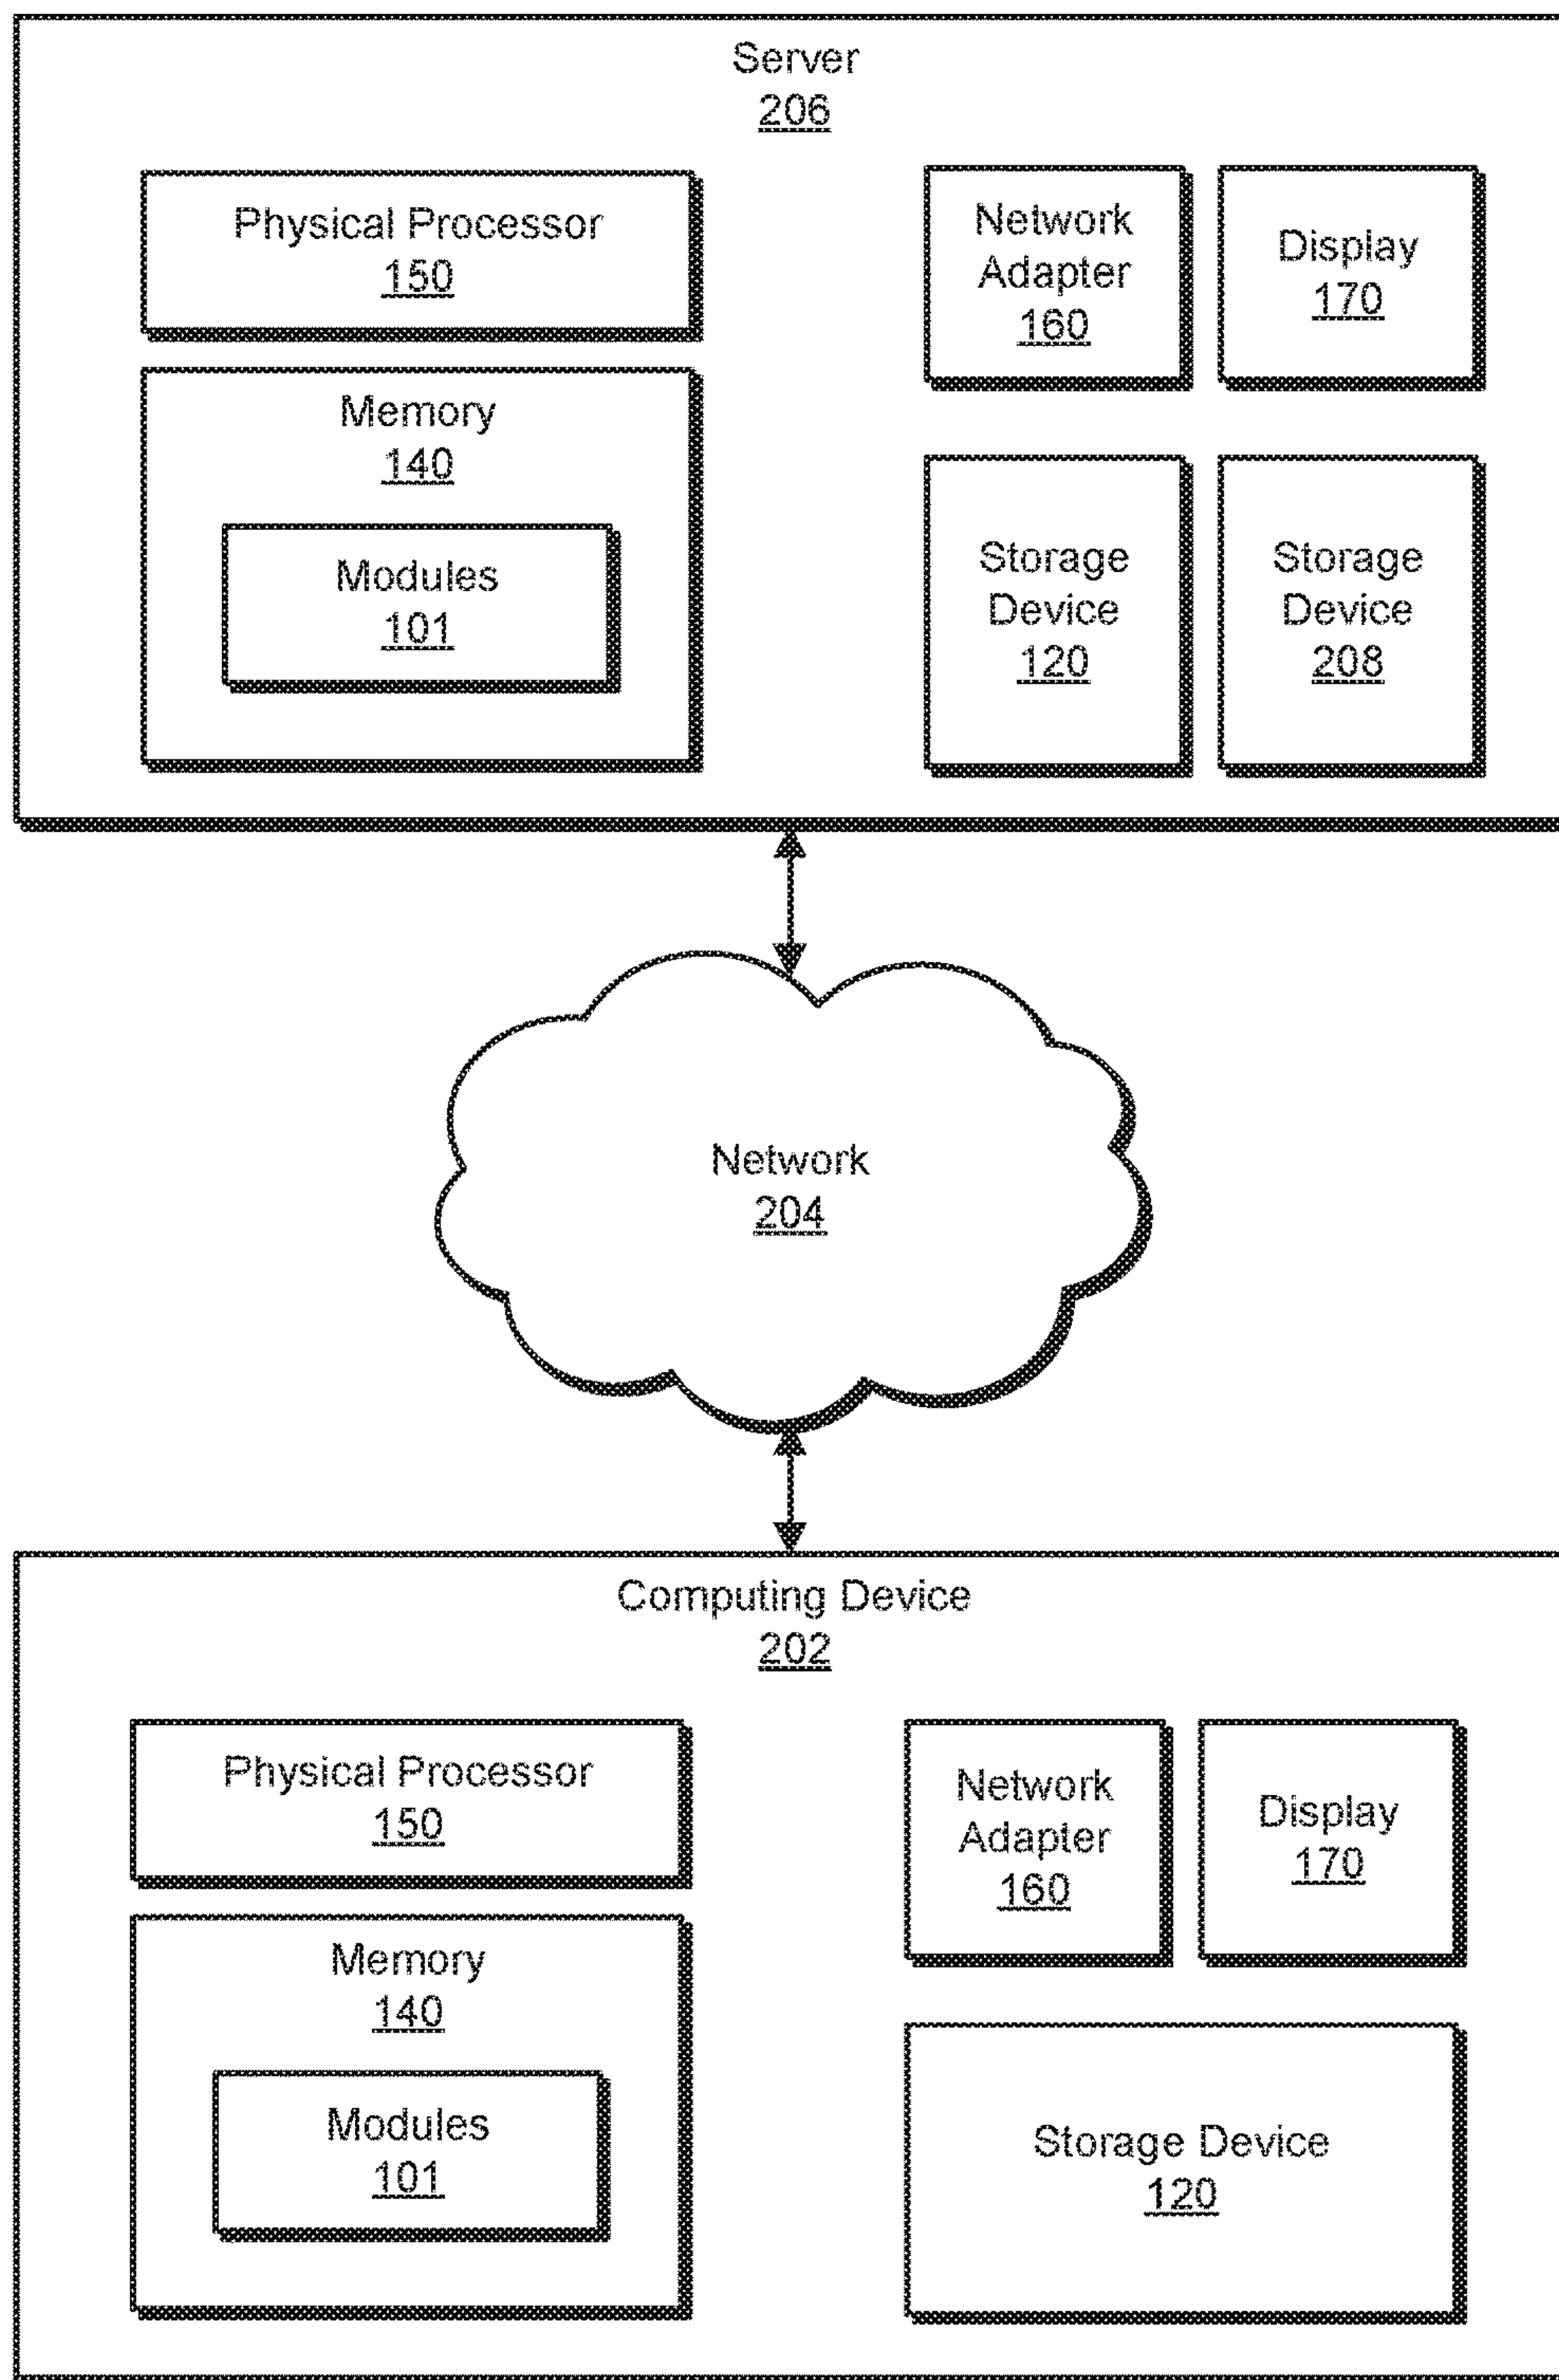 Server
206
Physical Processor
150
Network
Adapter
160
Display
170
Memory
140
Modules
101
Storage
Device
120
Storage
Device
208
Network
204
Computing Device
202
Physical Processor
150
Network
Adapter
160
Display
170
Memory
140
Modules
101
Storage Device
120